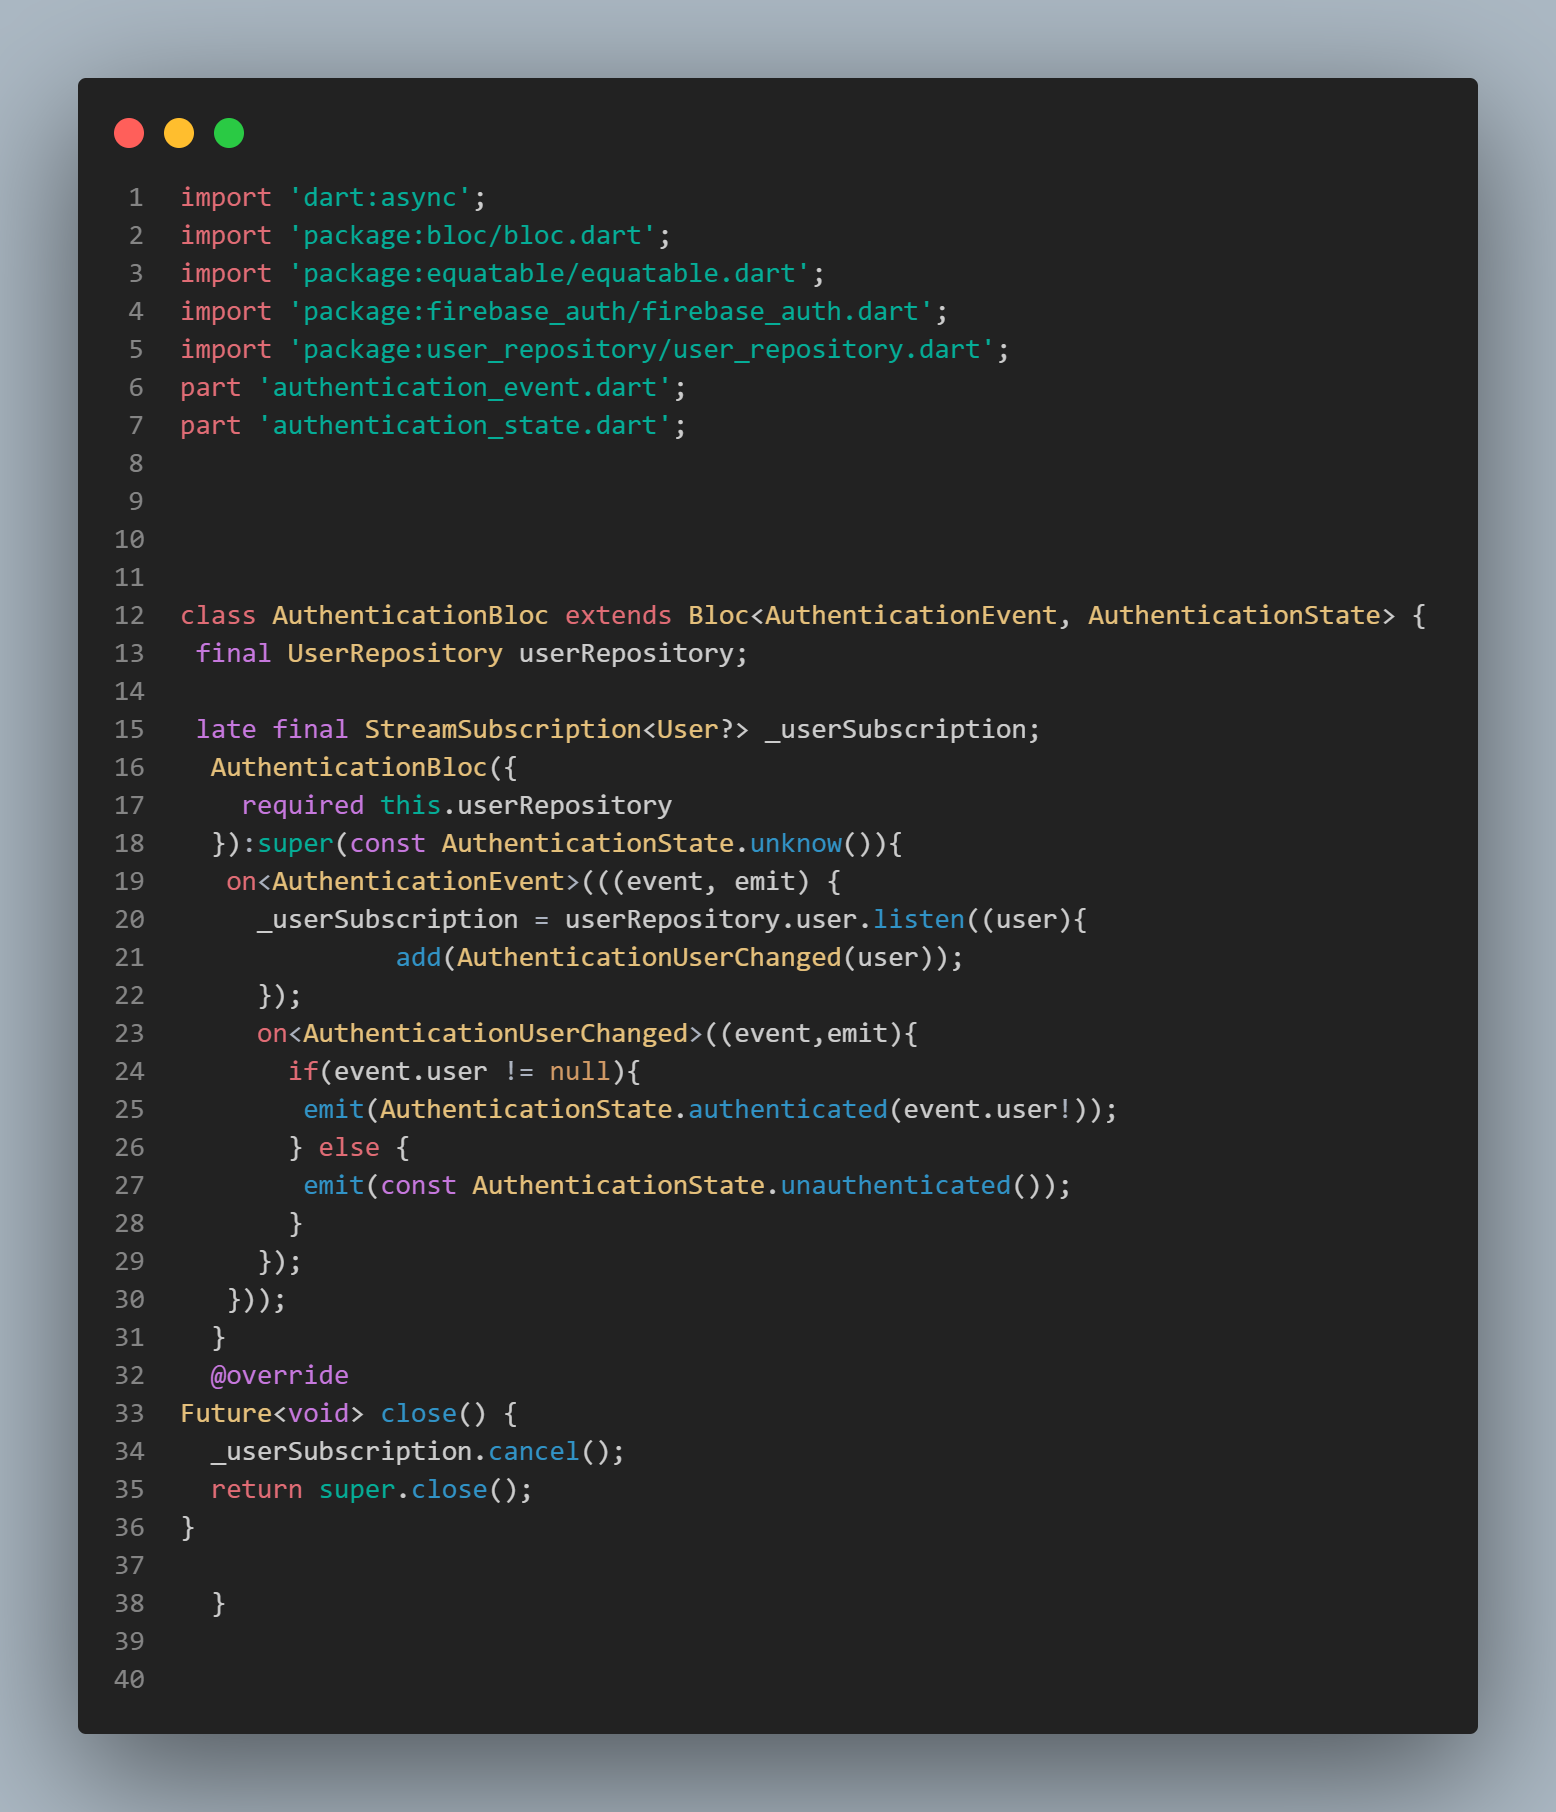 1 import 'dart:async';
2 import 'package:bloc/bloc.dart';
3 import 'package:equatable/equatable.dart';
4 import 'package:firebase_auth/firebase_auth.dart';
5 import 'package:user_repository/user_repository.dart';
6 part 'authentication_event.dart';
7 part 'authentication_state.dart';
8
9
10
11
12 class AuthenticationBloc extends Bloc<AuthenticationEvent, AuthenticationState> {
13  final UserRepository userRepository;
14
15  late final StreamSubscription<User?> _userSubscription;
16   AuthenticationBloc({
17     required this.userRepository
18   }):super(const AuthenticationState.unknow()){
19    on<AuthenticationEvent>(((event, emit) {
20      _userSubscription = userRepository.user.listen((user){
21               add(AuthenticationUserChanged(user));
22      });
23      on<AuthenticationUserChanged>((event,emit){
24        if(event.user != null){
25         emit(AuthenticationState.authenticated(event.user!));
26        } else {
27         emit(const AuthenticationState.unauthenticated());
28        }
29      });
30    }));
31   }
32   @override
33 Future<void> close() {
34   _userSubscription.cancel();
35   return super.close();
36 }
37
38   }
39
40